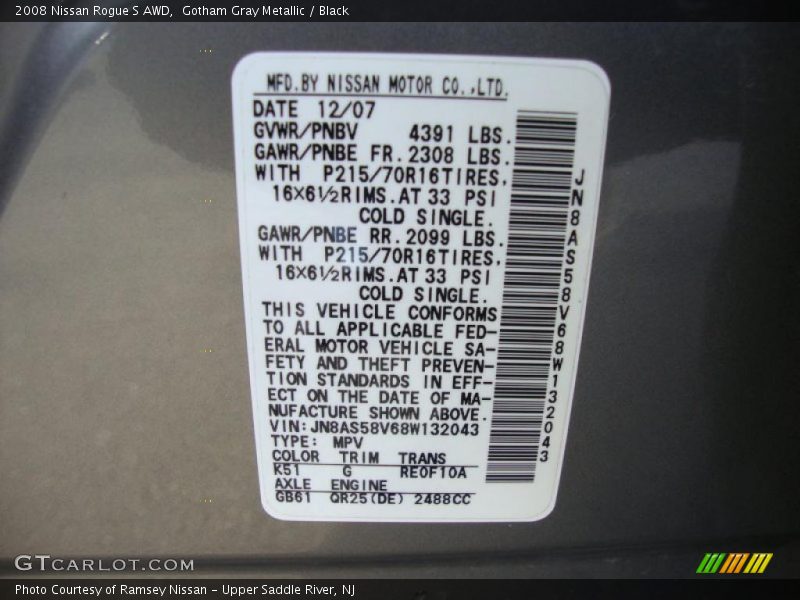 2008 Nissan Rogue S AWD,  Gotham Gray Metallic / Black
MFD.BY NISSAN MOTOR CO.,LTD.
DATE 12/07
GVWR/PNBV 4391 LBS.
GAWR/PNBE FR.2308 LBS.
WITH P215/70R16TIRES,
16X6½RIMS.AT 33 PSI
COLD SINGLE.
GAWR/PNBE RR.2099 LBS.
WITH P215/70R16TIRES.
16X6½RIMS.AT 33 PSI
COLD SINGLE.
THIS VEHICLE CONFORMS
TO ALL APPLICABLE FED-
ERAL MOTOR VEHICLE SA-
FETY AND THEFT PREVEN-
TION STANDARDS IN EFF-
ECT ON THE DATE OF MA-
NUFACTURE SHOWN ABOVE.
VIN:JN8AS58V68W132043
TYPE: MPV
COLOR TRIM TRANS
K51 G RE0F10A
AXLE ENGINE
GB61 QR25(DE) 2488CC
JN8AS58V68W132043
GTCARLOT.COM
Photo Courtesy of Ramsey Nissan - Upper Saddle River, NJ